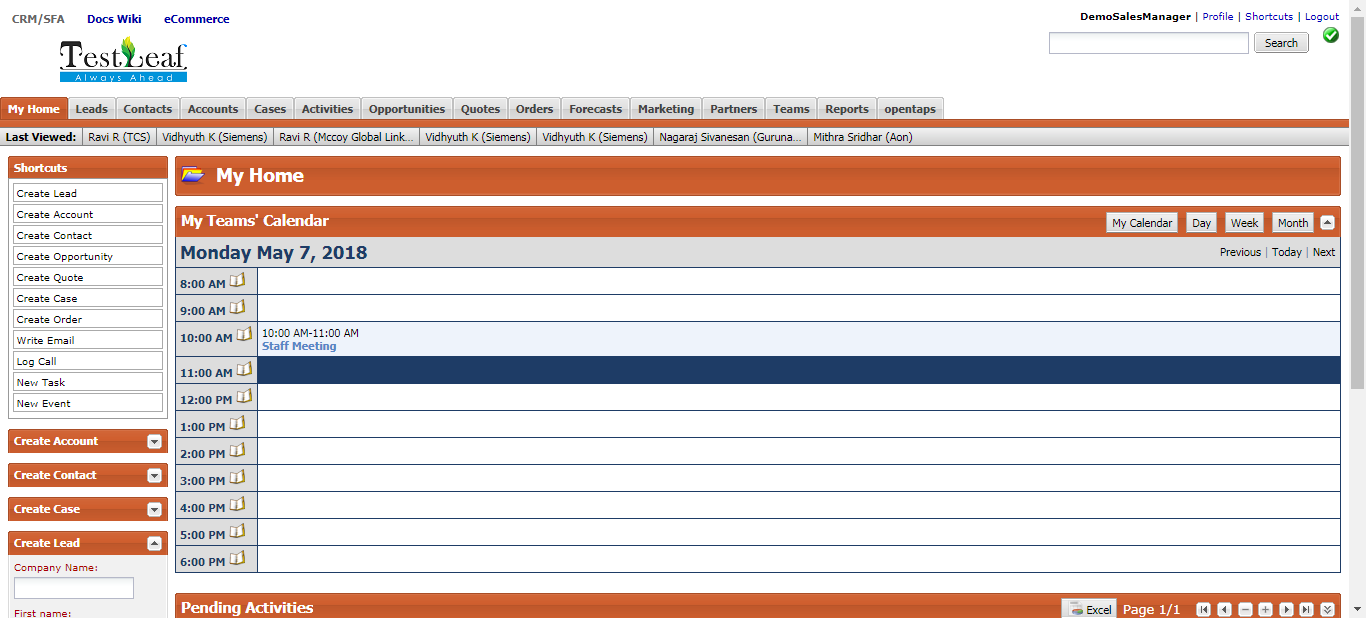 CRM/SFA Docs Wiki eCommerce
DemoSalesManager | Profile | Shortcuts | Logout
TestLeaf
Always Ahead
Search
My Home Leads Contacts Accounts Cases Activities Opportunities Quotes Orders Forecasts Marketing Partners Teams Reports opentaps
Last Viewed: Ravi R (TCS) Vidhyuth K (Siemens) Ravi R (Mccoy Global Link... Vidhyuth K (Siemens) Vidhyuth K (Siemens) Nagaraj Sivanesan (Guruna... Mithra Sridhar (Aon)
Shortcuts
Create Lead
Create Account
Create Contact
Create Opportunity
Create Quote
Create Case
Create Order
Write Email
Log Call
New Task
New Event
Create Account
Create Contact
Create Case
Create Lead
Company Name:
First name:
My Home
My Teams' Calendar My Calendar Day Week Month
Monday May 7, 2018 Previous | Today | Next
8:00 AM
9:00 AM
10:00 AM 10:00 AM-11:00 AM
Staff Meeting
11:00 AM
12:00 PM
1:00 PM
2:00 PM
3:00 PM
4:00 PM
5:00 PM
6:00 PM
Pending Activities Excel Page 1/1